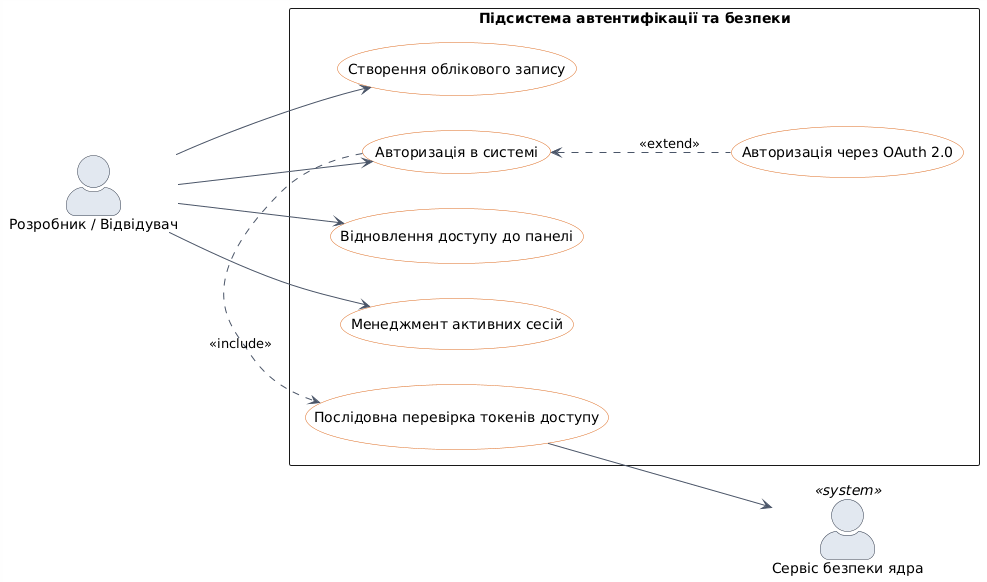 Підсистема автентифікації та безпеки
Створення облікового запису
Авторизація в системі
«extend»
Авторизація через OAuth 2.0
Розробник / Відвідувач
Відновлення доступу до панелі
Менеджмент активних сесій
«include»
Послідовна перевірка токенів доступу
«system»
Сервіс безпеки ядра